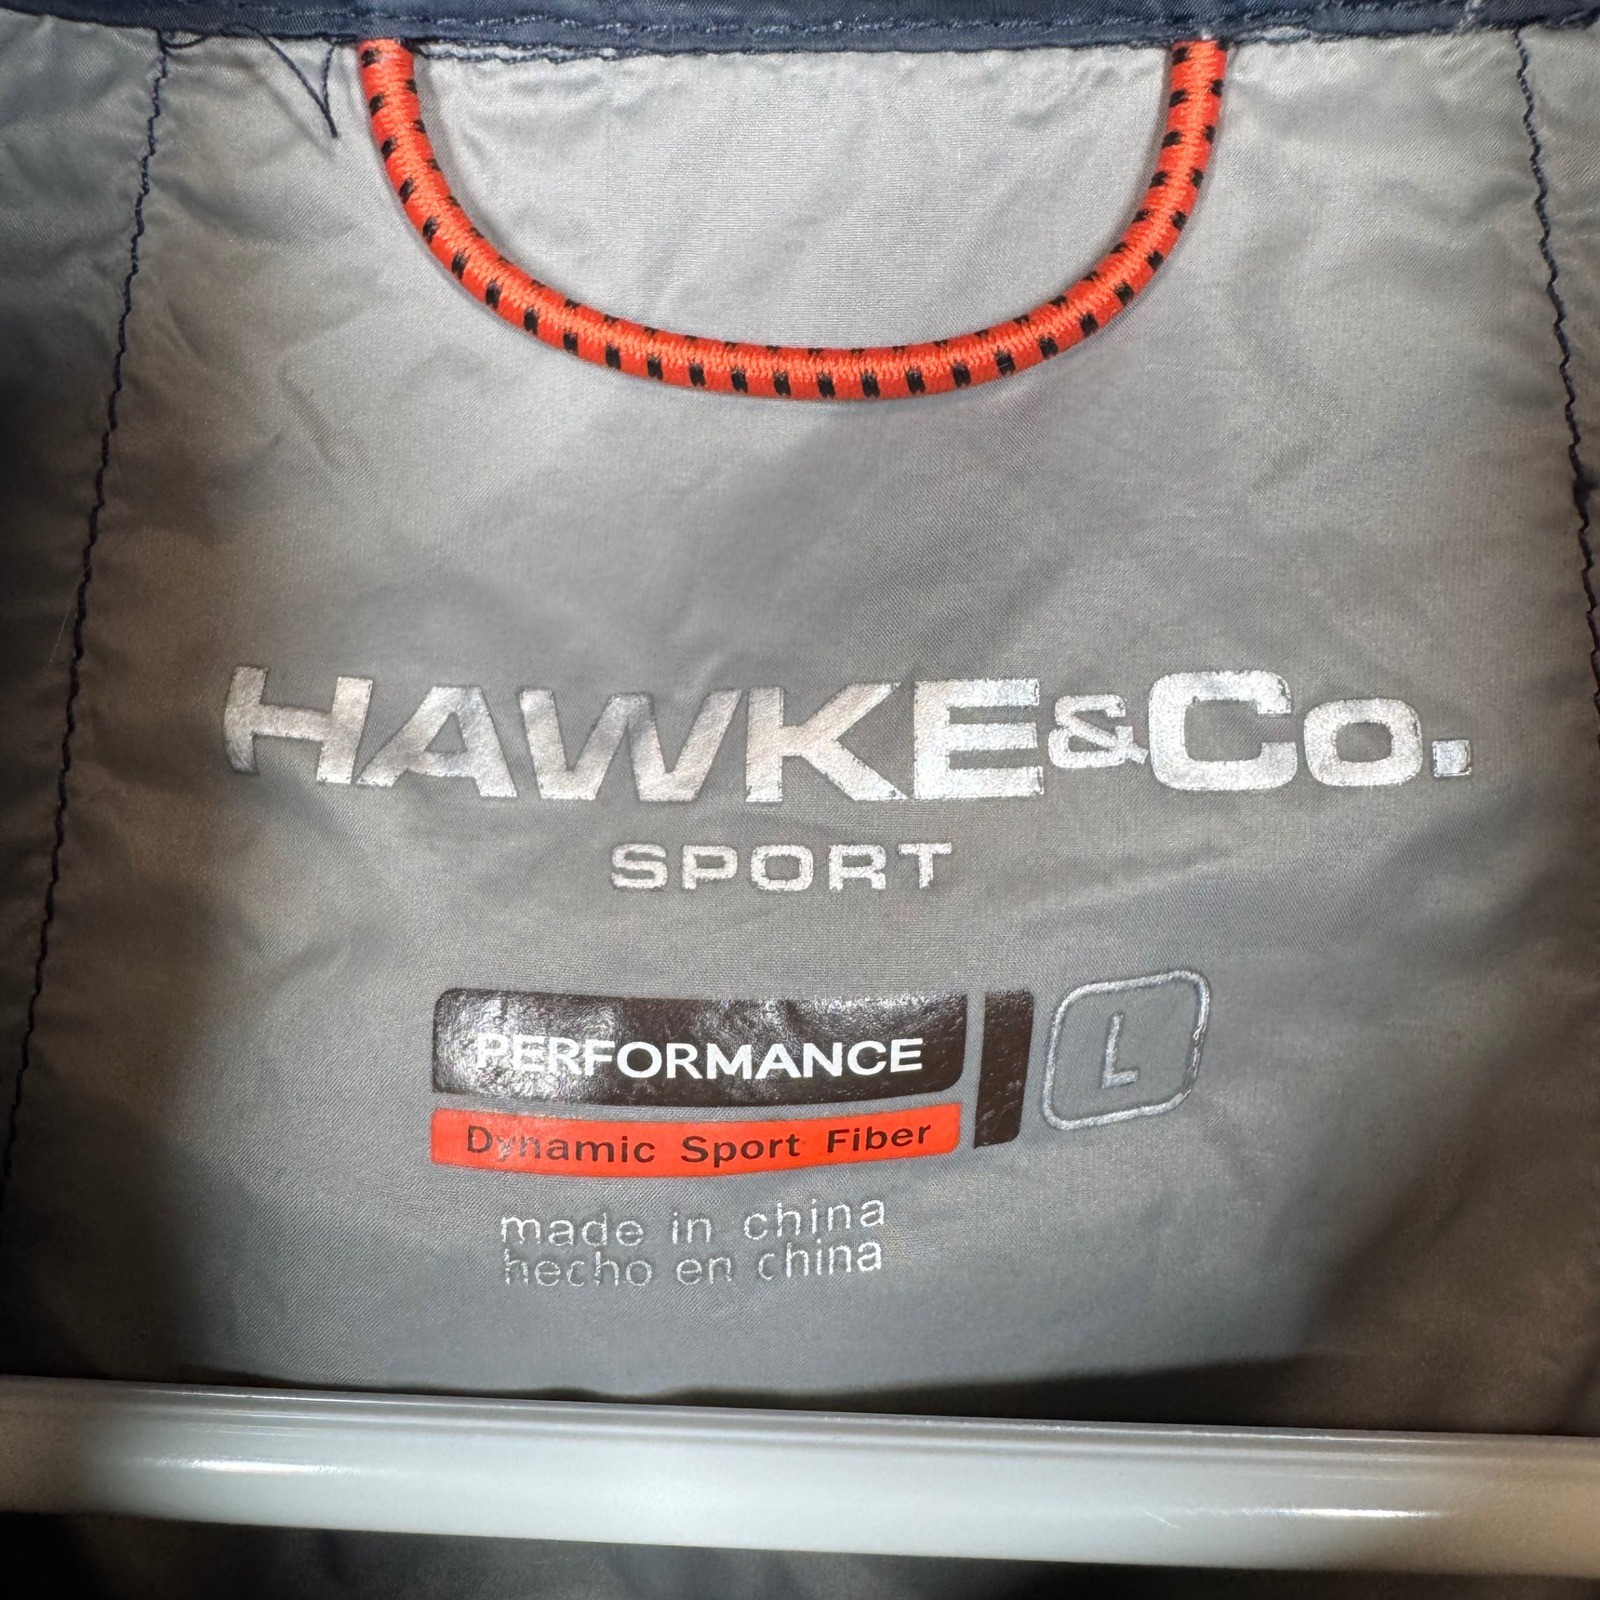 HAWKE&Co.
SPORT
PERFORMANCE
L
Dynamic Sport Fiber
made in china
hecho en china